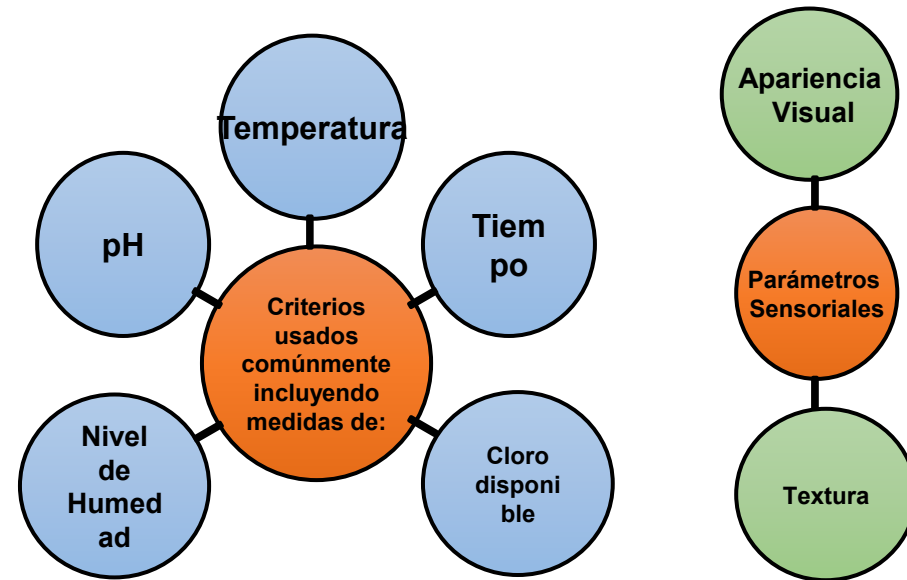 Temperatura
pH
Tiem
po
Criterios
usados
comúnmente
incluyendo
medidas de:
Nivel
de
Humed
ad
Cloro
disponi
ble
Apariencia
Visual
Parámetros
Sensoriales
Textura